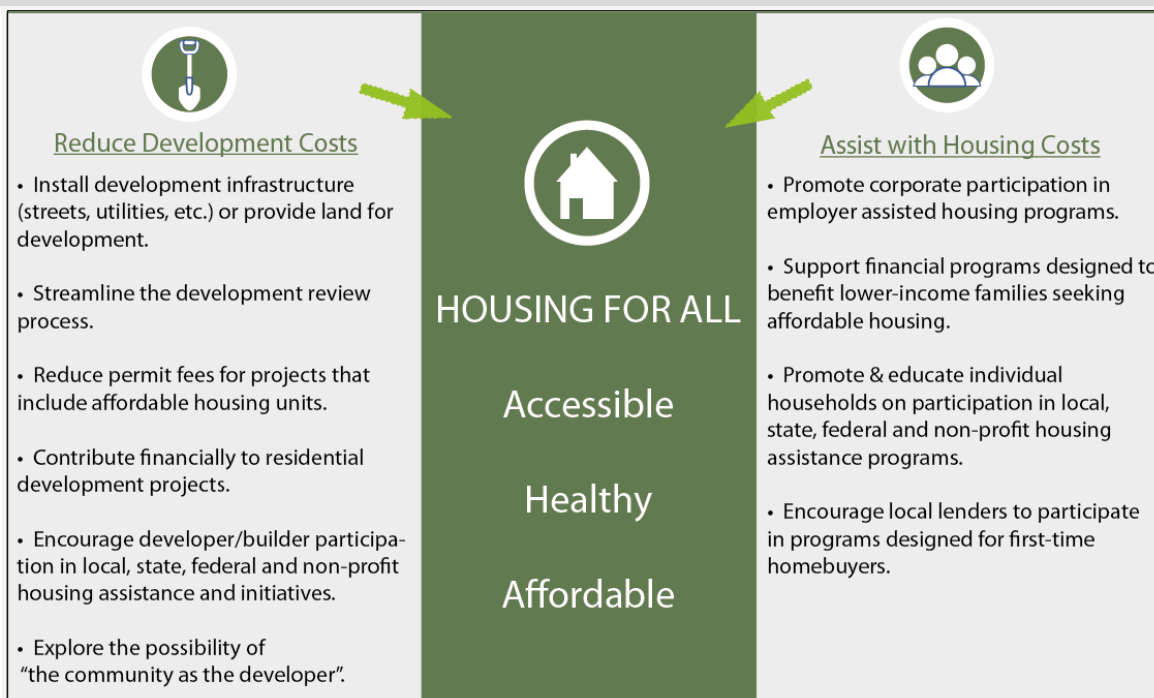 Reduce Development Costs
• Install development infrastructure
(streets, utilities, etc.) or provide land for
development.
• Streamline the development review
process.
• Reduce permit fees for projects that
include affordable housing units.
• Contribute financially to residential
development projects.
• Encourage developer/builder participa-
tion in local, state, federal and non-profit
housing assistance and initiatives.
• Explore the possibility of
“the community as the developer”.
HOUSING FOR ALL
Accessible
Healthy
Affordable
Assist with Housing Costs
• Promote corporate participation in
employer assisted housing programs.
• Support financial programs designed to
benefit lower-income families seeking
affordable housing.
• Promote & educate individual
households on participation in local,
state, federal and non-profit housing
assistance programs.
• Encourage local lenders to participate
in programs designed for first-time
homebuyers.